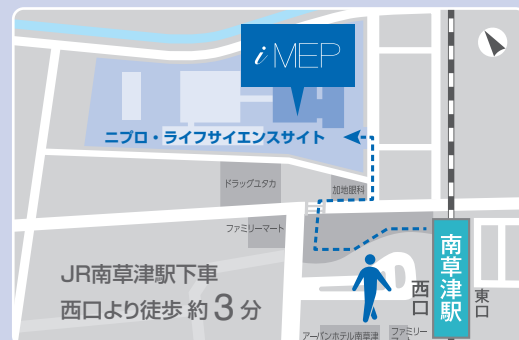 i MEP
ニプロ・ライフサイエンスサイト
ドラッグユタカ
加地眼科
ファミリーマート
南草津駅
西口
東口
JR南草津駅下車
西口より徒歩 約 3 分
アーバンホテル南草津
ファミリー
マート